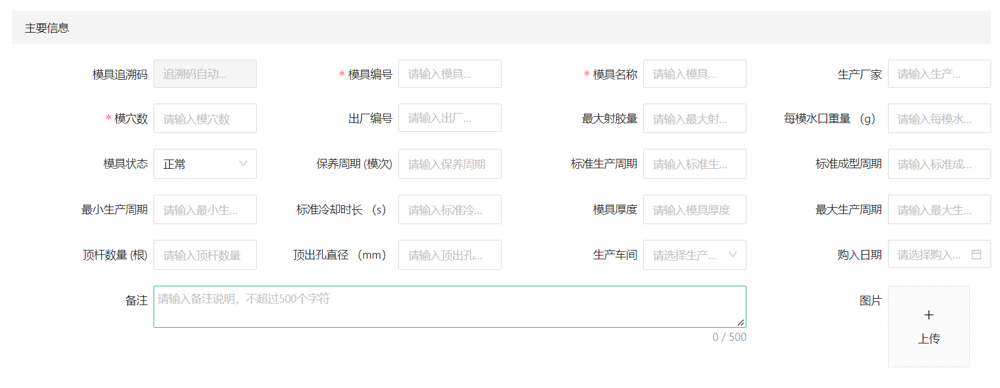 主要信息
模具追溯码 追溯码自动... * 模具编号 请输入模具... * 模具名称 请输入模具... 生产厂家 请输入生产...
* 模穴数 请输入模穴数 出厂编号 请输入出厂... 最大射胶量 请输入最大射... 每模水口重量 （g） 请输入每模水...
模具状态 正常 保养周期 (模次) 请输入保养周期 标准生产周期 请输入标准生... 标准成型周期 请输入标准成...
最小生产周期 请输入最小生... 标准冷却时长 （s） 请输入标准冷... 模具厚度 请输入模具厚度 最大生产周期 请输入最大生...
顶杆数量 (根) 请输入顶杆数量 顶出孔直径 （mm） 请输入顶出孔... 生产车间 请选择生产... 购入日期 请选择购入...
备注 请输入备注说明，不超过500个字符 图片
0 / 500
上传